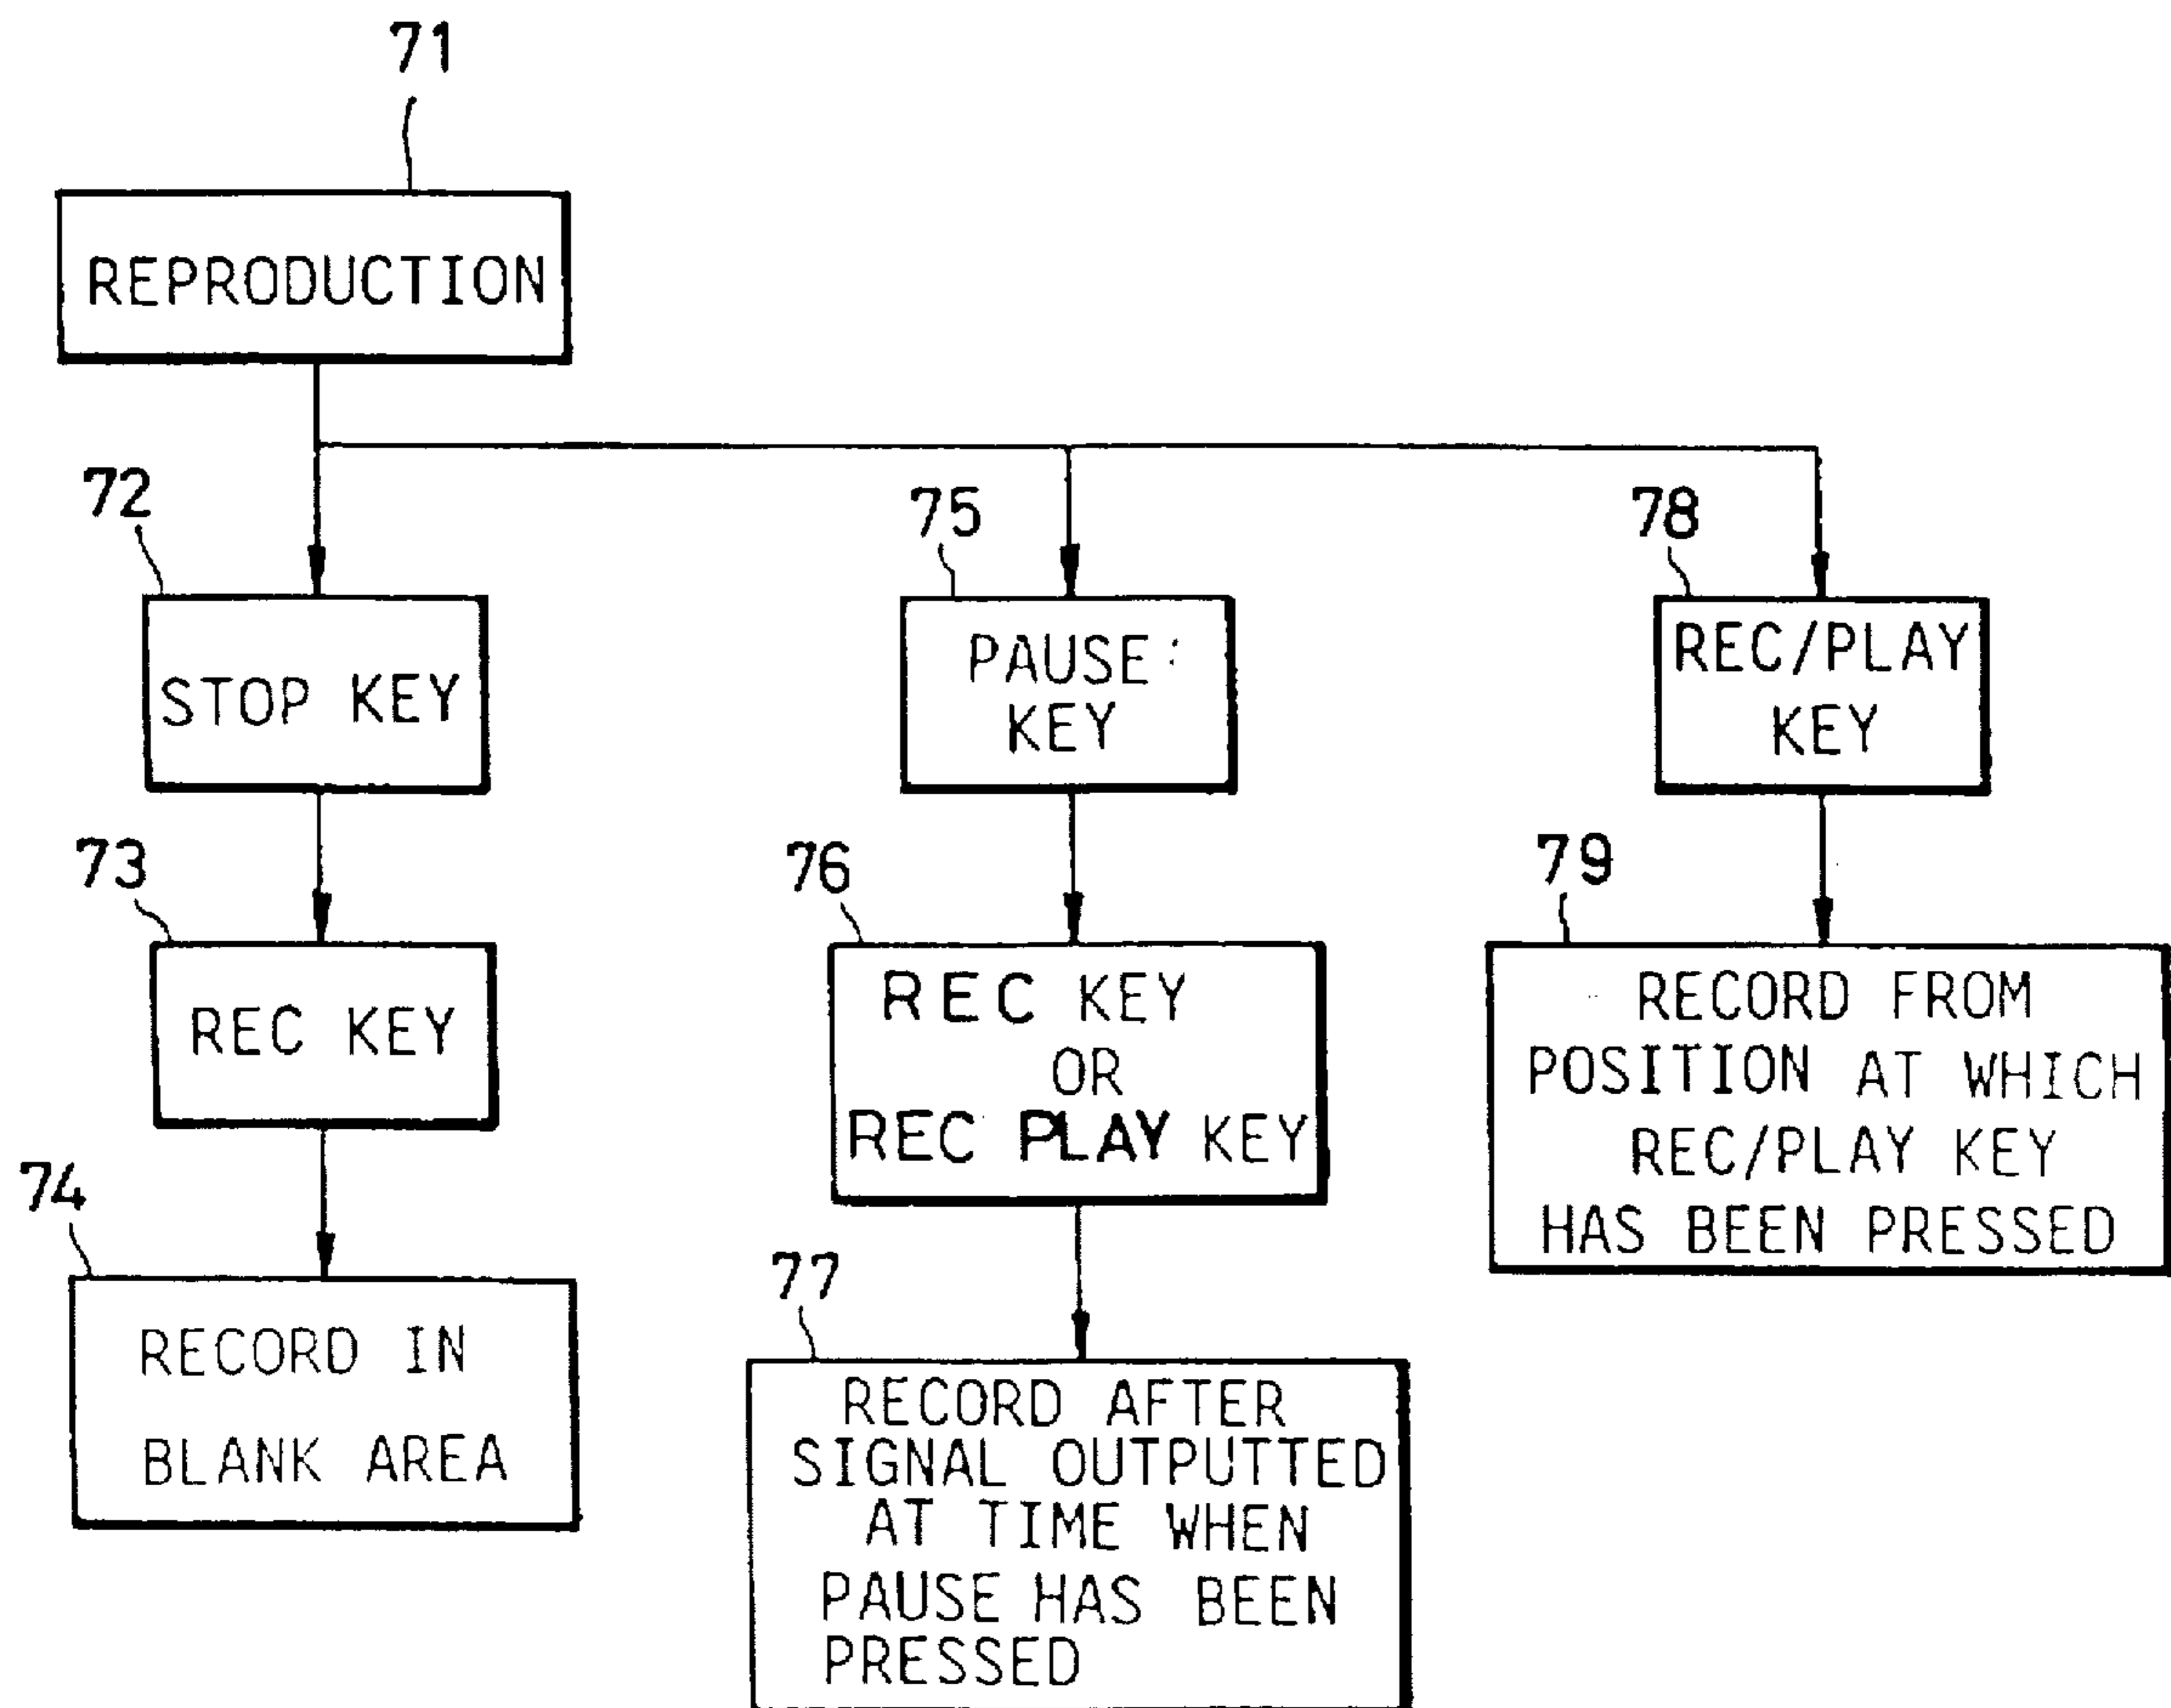 71
REPRODUCTION
72
STOP KEY
73
REC KEY
74
RECORD IN
BLANK AREA
75
PAUSE
KEY
76
REC KEY
OR
REC PLAY KEY
77
RECORD AFTER
SIGNAL OUTPUTTED
AT TIME WHEN
PAUSE HAS BEEN
PRESSED
78
REC/PLAY
KEY
79
RECORD FROM
POSITION AT WHICH
REC/PLAY KEY
HAS BEEN PRESSED